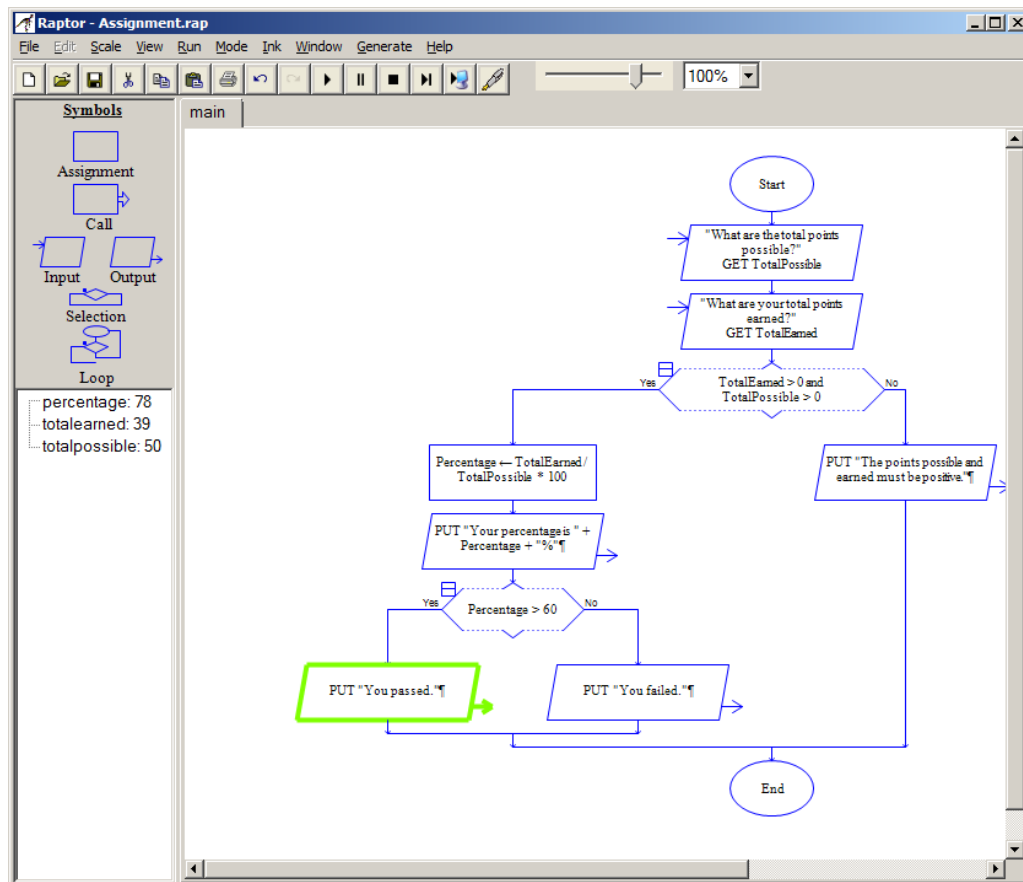 Raptor - Assignment.rap
File Edit Scale View Run Mode Ink Window Generate Help
100%
Symbols
Assignment
Call
Input Output
Selection
Loop
percentage: 78
totalearned: 39
totalpossible: 50
main
Start
"What are the total points
possible?"
GET TotalPossible
"What are your total points
earned?"
GET TotalEarned
Yes
TotalEarned > 0 and
TotalPossible > 0
No
Percentage ← TotalEarned /
TotalPossible * 100
PUT "The points possible and
earned must be positive."¶
PUT "Your percentage is " +
Percentage + "%"¶
Yes
Percentage > 60
No
PUT "You passed."¶
PUT "You failed."¶
End